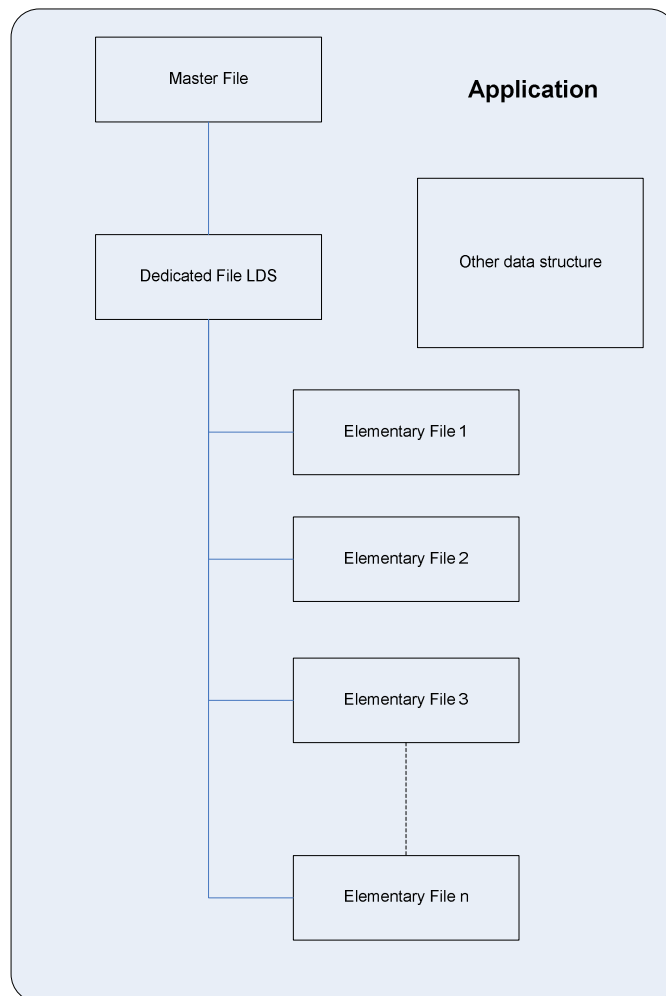 Master File
Application
Dedicated File LDS
Other data structure
Elementary File 1
Elementary File 2
Elementary File 3
Elementary File n